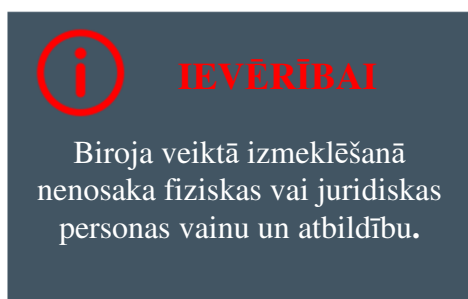 IEVĒRĪBAI
Biroja veiktā izmeklēšanā
nenosaka fiziskas vai juridiskas
personas vainu un atbildību.